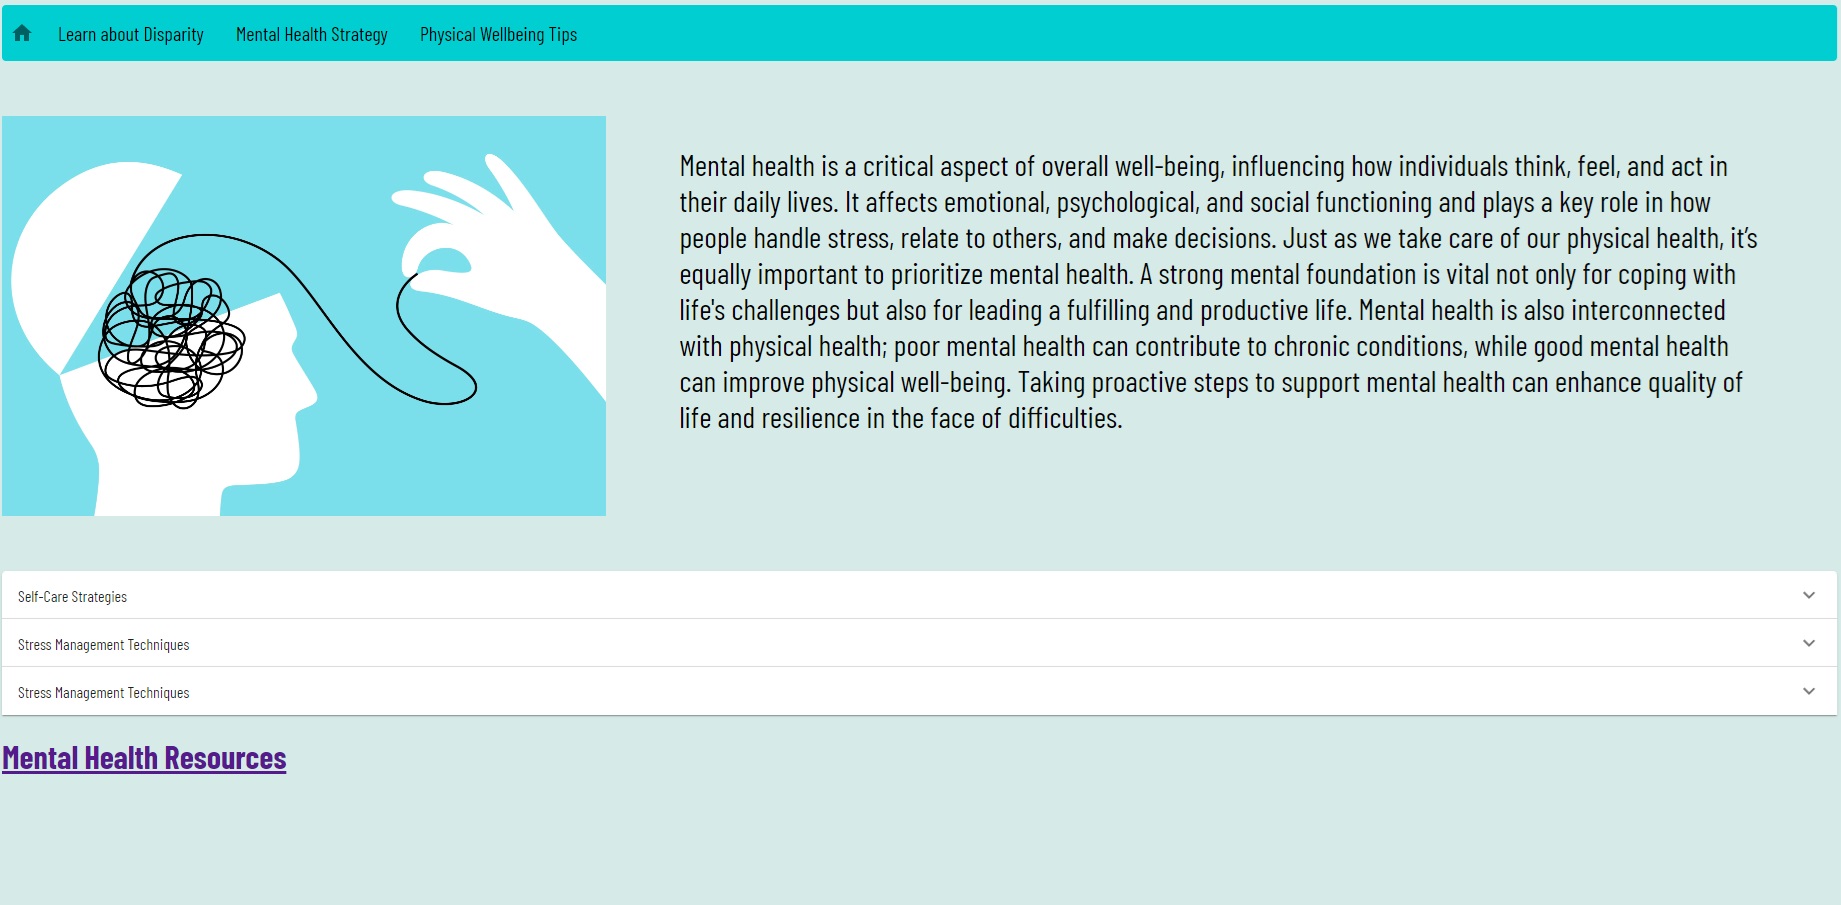 Learn about Disparity Mental Health Strategy Physical Wellbeing Tips
Mental health is a critical aspect of overall well-being, influencing how individuals think, feel, and act in
their daily lives. It affects emotional, psychological, and social functioning and plays a key role in how
people handle stress, relate to others, and make decisions. Just as we take care of our physical health, it’s
equally important to prioritize mental health. A strong mental foundation is vital not only for coping with
life's challenges but also for leading a fulfilling and productive life. Mental health is also interconnected
with physical health; poor mental health can contribute to chronic conditions, while good mental health
can improve physical well-being. Taking proactive steps to support mental health can enhance quality of
life and resilience in the face of difficulties.
Self-Care Strategies
Stress Management Techniques
Stress Management Techniques
Mental Health Resources